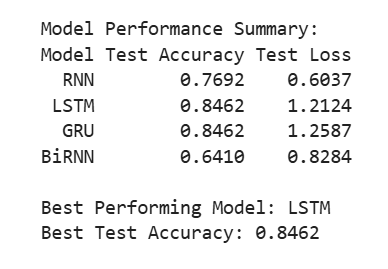 Model Performance Summary:
Model Test Accuracy Test Loss
RNN 0.7692 0.6037
LSTM 0.8462 1.2124
GRU 0.8462 1.2587
BiRNN 0.6410 0.8284
Best Performing Model: LSTM
Best Test Accuracy: 0.8462